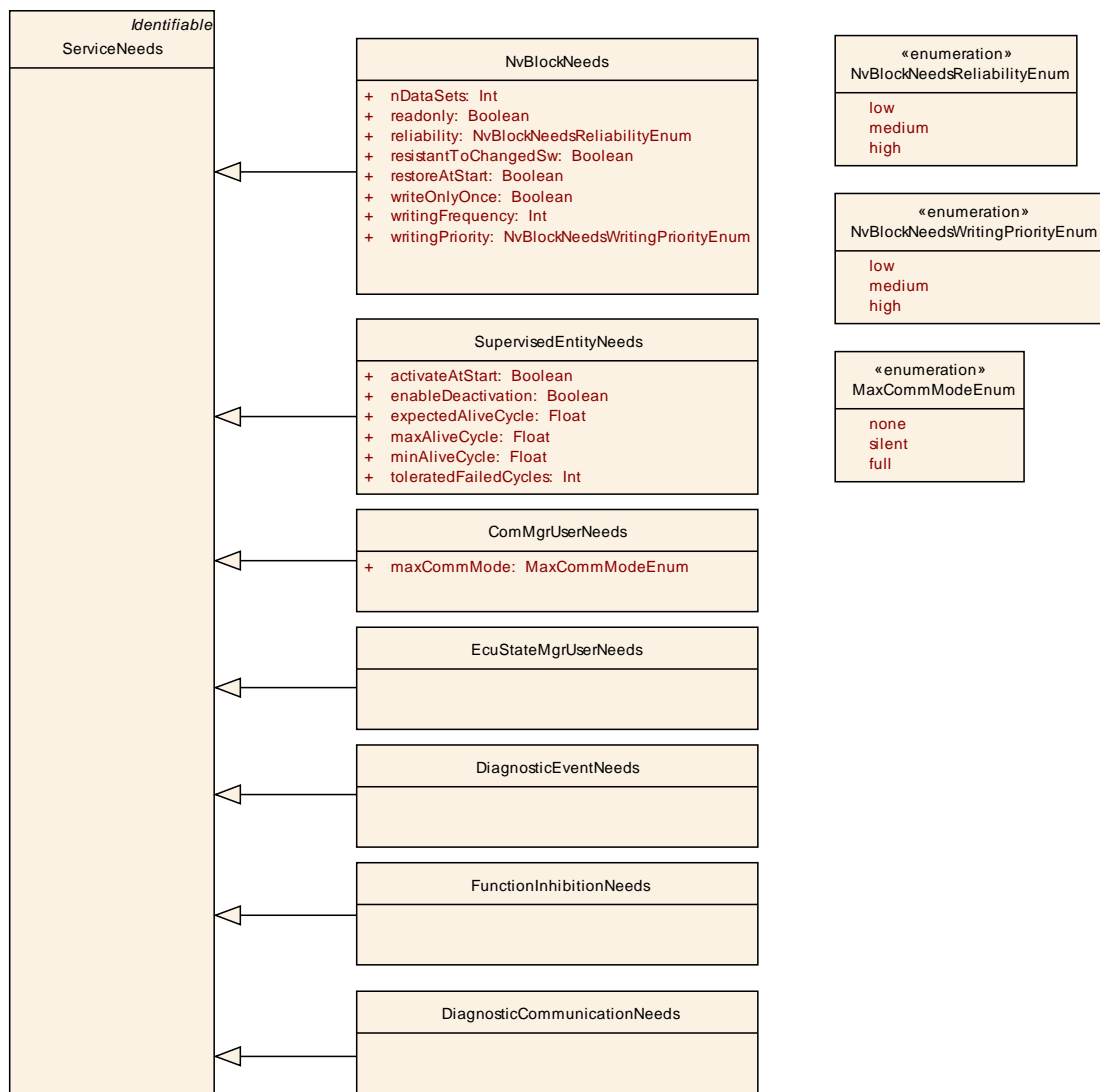 Identifiable
ServiceNeeds
NvBlockNeeds
+ nDataSets: Int
+ readonly: Boolean
+ reliability: NvBlockNeedsReliabilityEnum
+ resistantToChangedSw: Boolean
+ restoreAtStart: Boolean
+ writeOnlyOnce: Boolean
+ writingFrequency: Int
+ writingPriority: NvBlockNeedsWritingPriorityEnum
«enumeration»
NvBlockNeedsReliabilityEnum
low
medium
high
«enumeration»
NvBlockNeedsWritingPriorityEnum
low
medium
high
SupervisedEntityNeeds
+ activateAtStart: Boolean
+ enableDeactivation: Boolean
+ expectedAliveCycle: Float
+ maxAliveCycle: Float
+ minAliveCycle: Float
+ toleratedFailedCycles: Int
«enumeration»
MaxCommModeEnum
none
silent
full
ComMgrUserNeeds
+ maxCommMode: MaxCommModeEnum
EcuStateMgrUserNeeds
DiagnosticEventNeeds
FunctionInhibitionNeeds
DiagnosticCommunicationNeeds